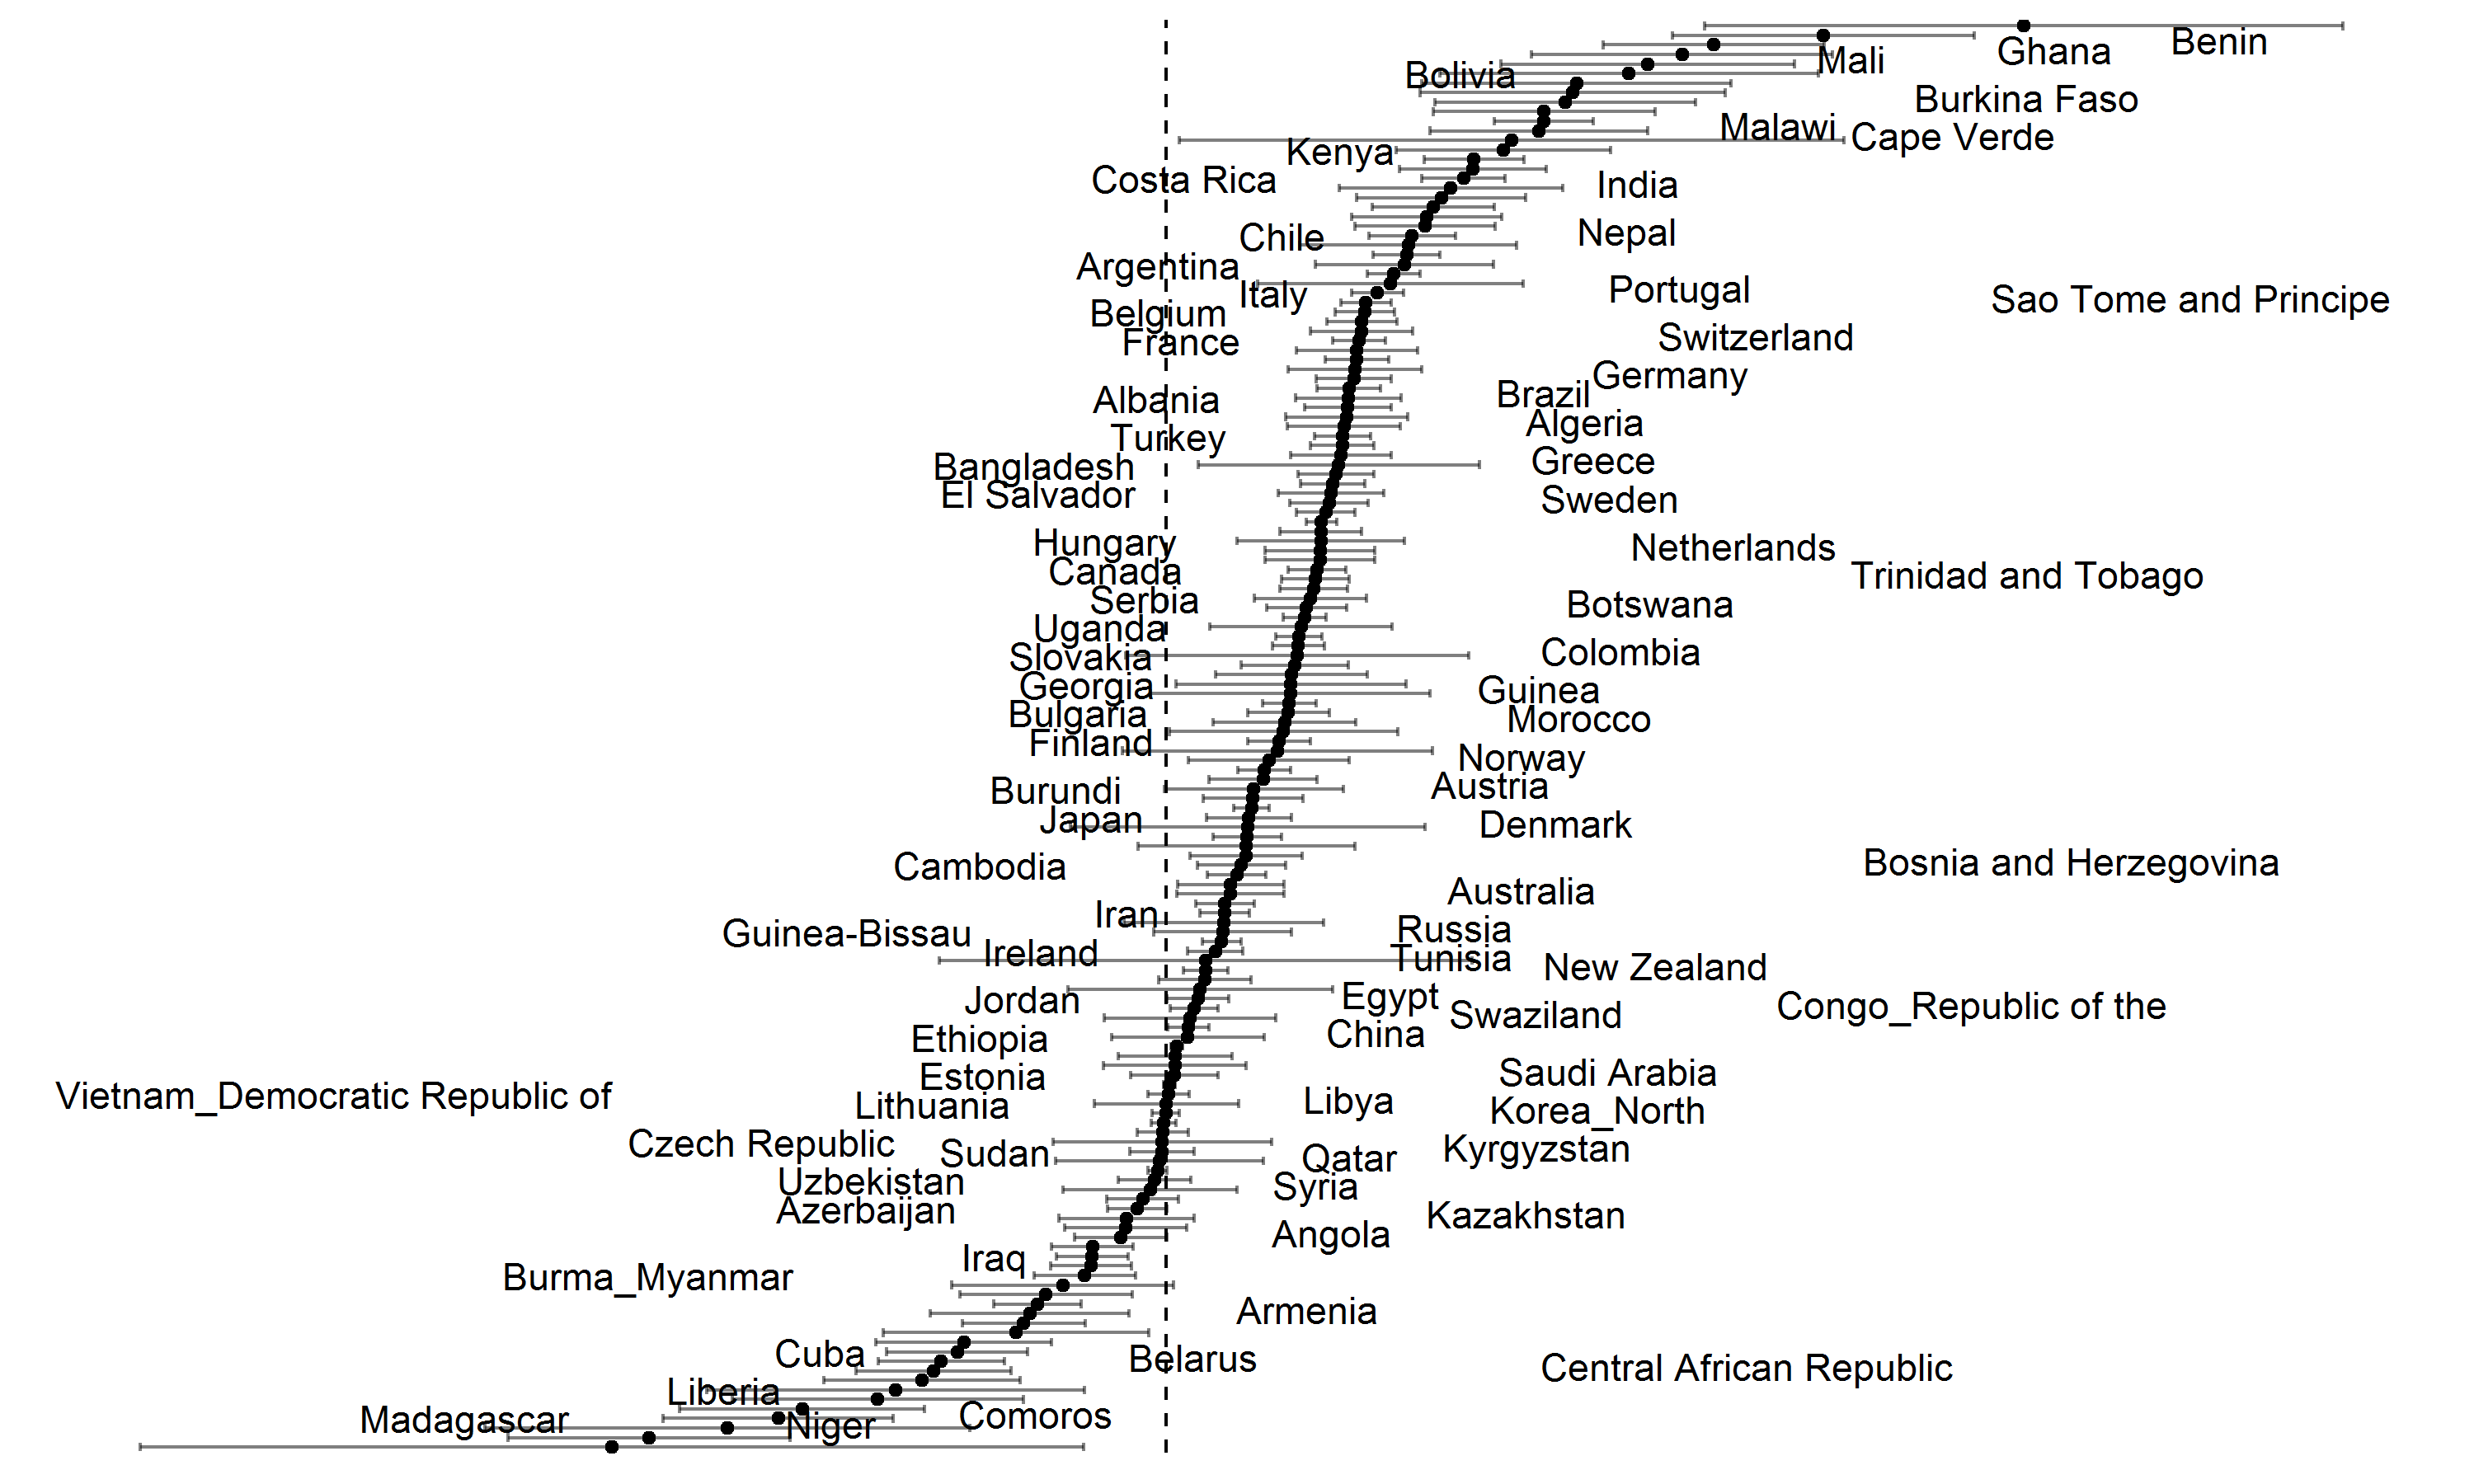 Benin
Ghana
Mali
Bolivia
Burkina Faso
Malawi
Cape Verde
Kenya
Costa Rica
India
Nepal
Chile
Argentina
Portugal
Italy
Sao Tome and Principe
Belgium
Switzerland
France
Germany
Brazil
Albania
Algeria
Turkey
Greece
Bangladesh
El Salvador
Sweden
Hungary
Netherlands
Canada
Trinidad and Tobago
Serbia
Botswana
Uganda
Colombia
Slovakia
Georgia
Guinea
Bulgaria
Morocco
Finland
Norway
Austria
Burundi
Japan
Denmark
Bosnia and Herzegovina
Cambodia
Australia
Iran
Russia
Guinea-Bissau
Ireland
Tunisia
New Zealand
Egypt
Jordan
Congo_Republic of the
Swaziland
China
Ethiopia
Saudi Arabia
Estonia
Vietnam_Democratic Republic of
Libya
Lithuania
Korea_North
Czech Republic
Kyrgyzstan
Sudan
Qatar
Uzbekistan
Syria
Azerbaijan
Kazakhstan
Angola
Iraq
Burma_Myanmar
Armenia
Cuba
Belarus
Central African Republic
Liberia
Comoros
Madagascar
Niger